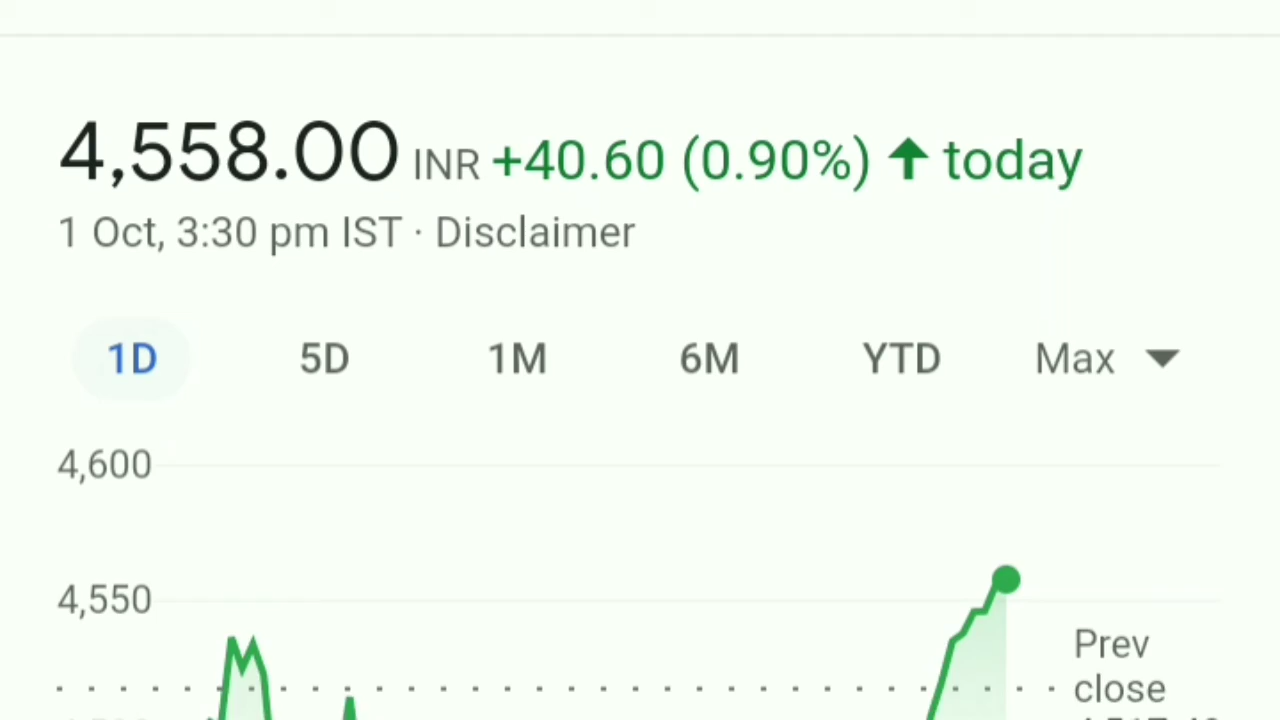 4,558.00 INR +40.60 (0.90%) ↑ today
1 Oct, 3:30 pm IST · Disclaimer
1D 5D 1M 6M YTD Max
4,600
4,550
Prev
close